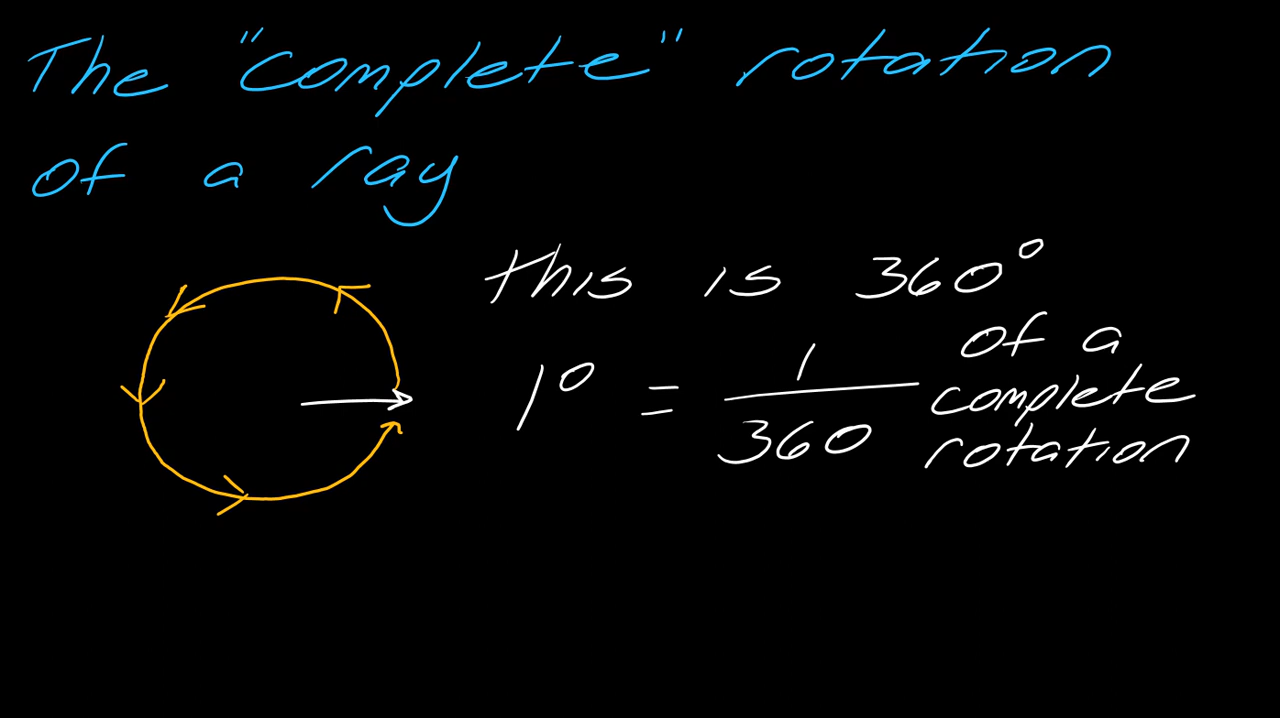 The "complete" rotation
of a ray
this is 360°
1° = 1/360 of a
complete
rotation